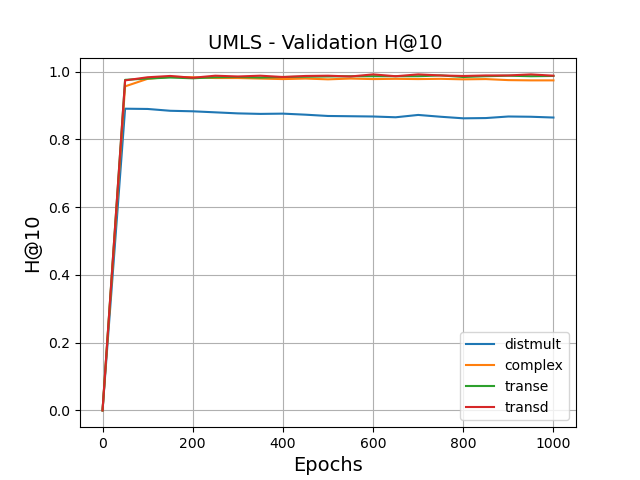 UMLS - Validation H@10
H@10
1.0
0.8
0.6
0.4
0.2
0.0
0 200 400 600 800 1000
Epochs
distmult
complex
transe
transd